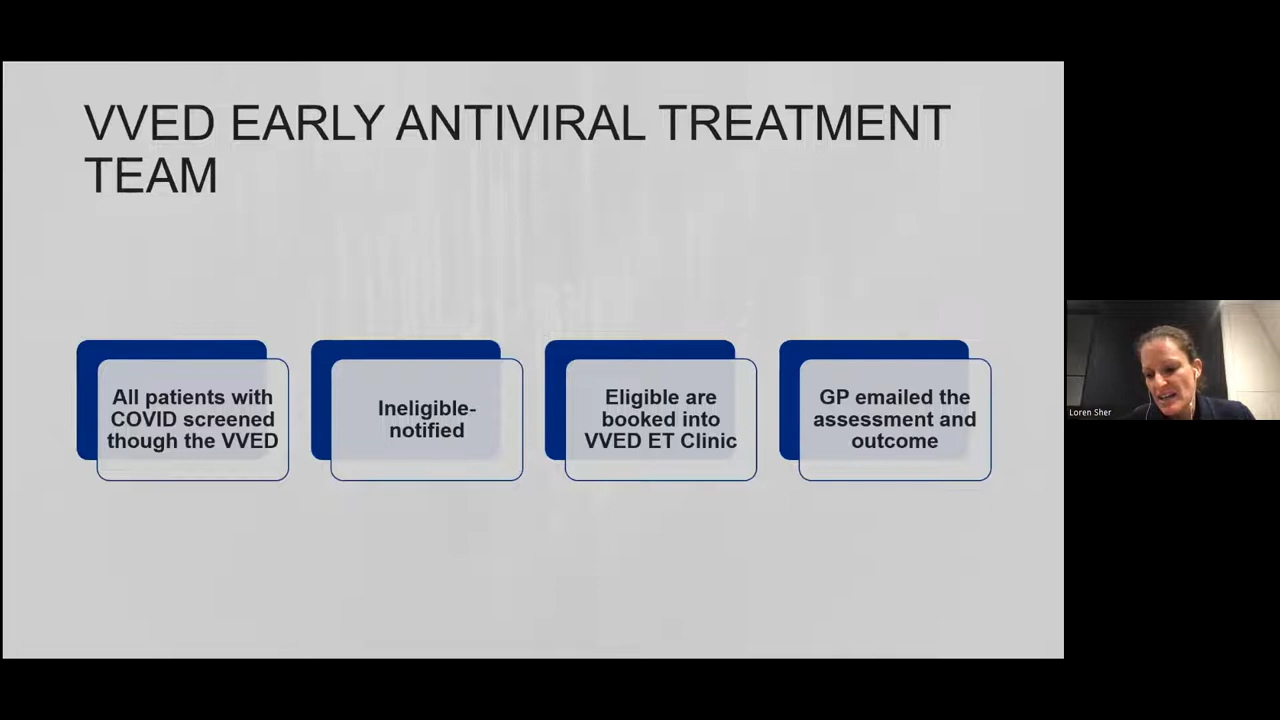 VVED EARLY ANTIVIRAL TREATMENT
TEAM
All patients with
COVID screened
though the VVED
Ineligible-
notified
Eligible are
booked into
VVED ET Clinic
GP emailed the
assessment and
outcome
Loren Sher